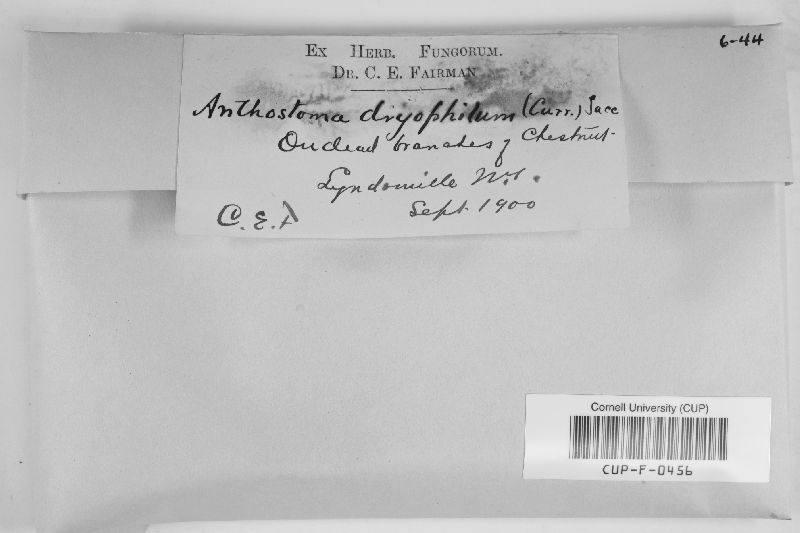 6-44
Ex Herb. Fungorum.
Dr. C. E. Fairman
Anthostoma dryophilum (Curr.) Sacc
On dead branches of Chestnut
Lyndonville N.Y.
Sept. 1900
C. E. F
Cornell University (CUP)
CUP-F-0456